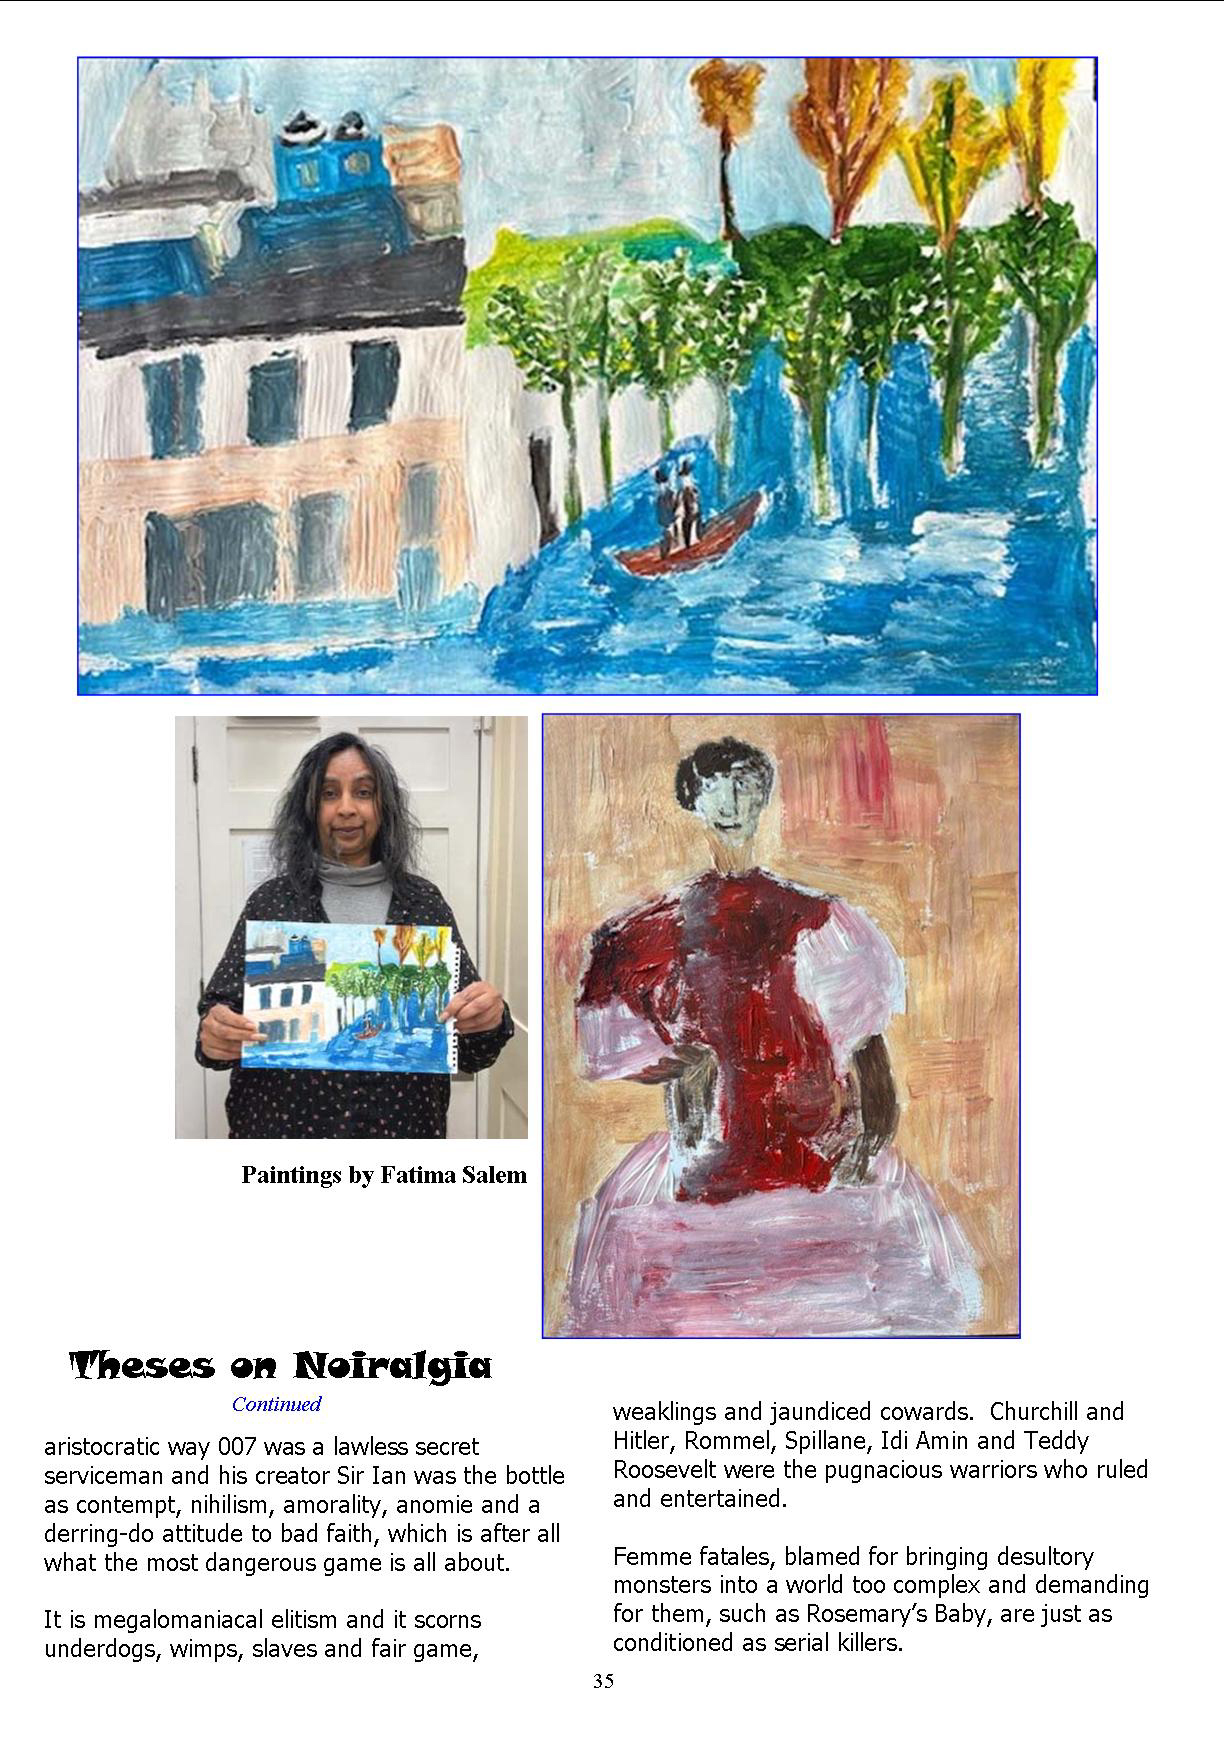 Paintings by Fatima Salem
Theses on Noiralgia
Continued
aristocratic way 007 was a lawless secret
serviceman and his creator Sir Ian was the bottle
as contempt, nihilism, amorality, anomie and a
derring-do attitude to bad faith, which is after all
what the most dangerous game is all about.
It is megalomaniacal elitism and it scorns
underdogs, wimps, slaves and fair game,
weaklings and jaundiced cowards.  Churchill and
Hitler, Rommel, Spillane, Idi Amin and Teddy
Roosevelt were the pugnacious warriors who ruled
and entertained.
Femme fatales, blamed for bringing desultory
monsters into a world too complex and demanding
for them, such as Rosemary’s Baby, are just as
conditioned as serial killers.
35